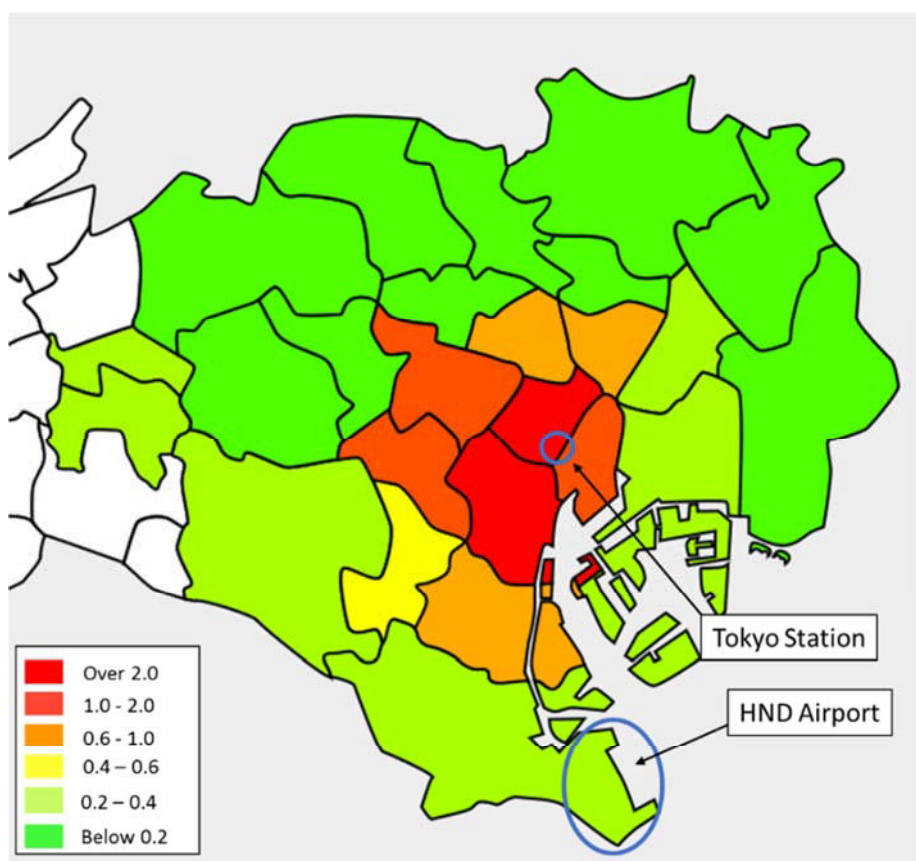 Tokyo Station
HND Airport
Over 2.0
1.0 - 2.0
0.6 - 1.0
0.4 – 0.6
0.2 – 0.4
Below 0.2